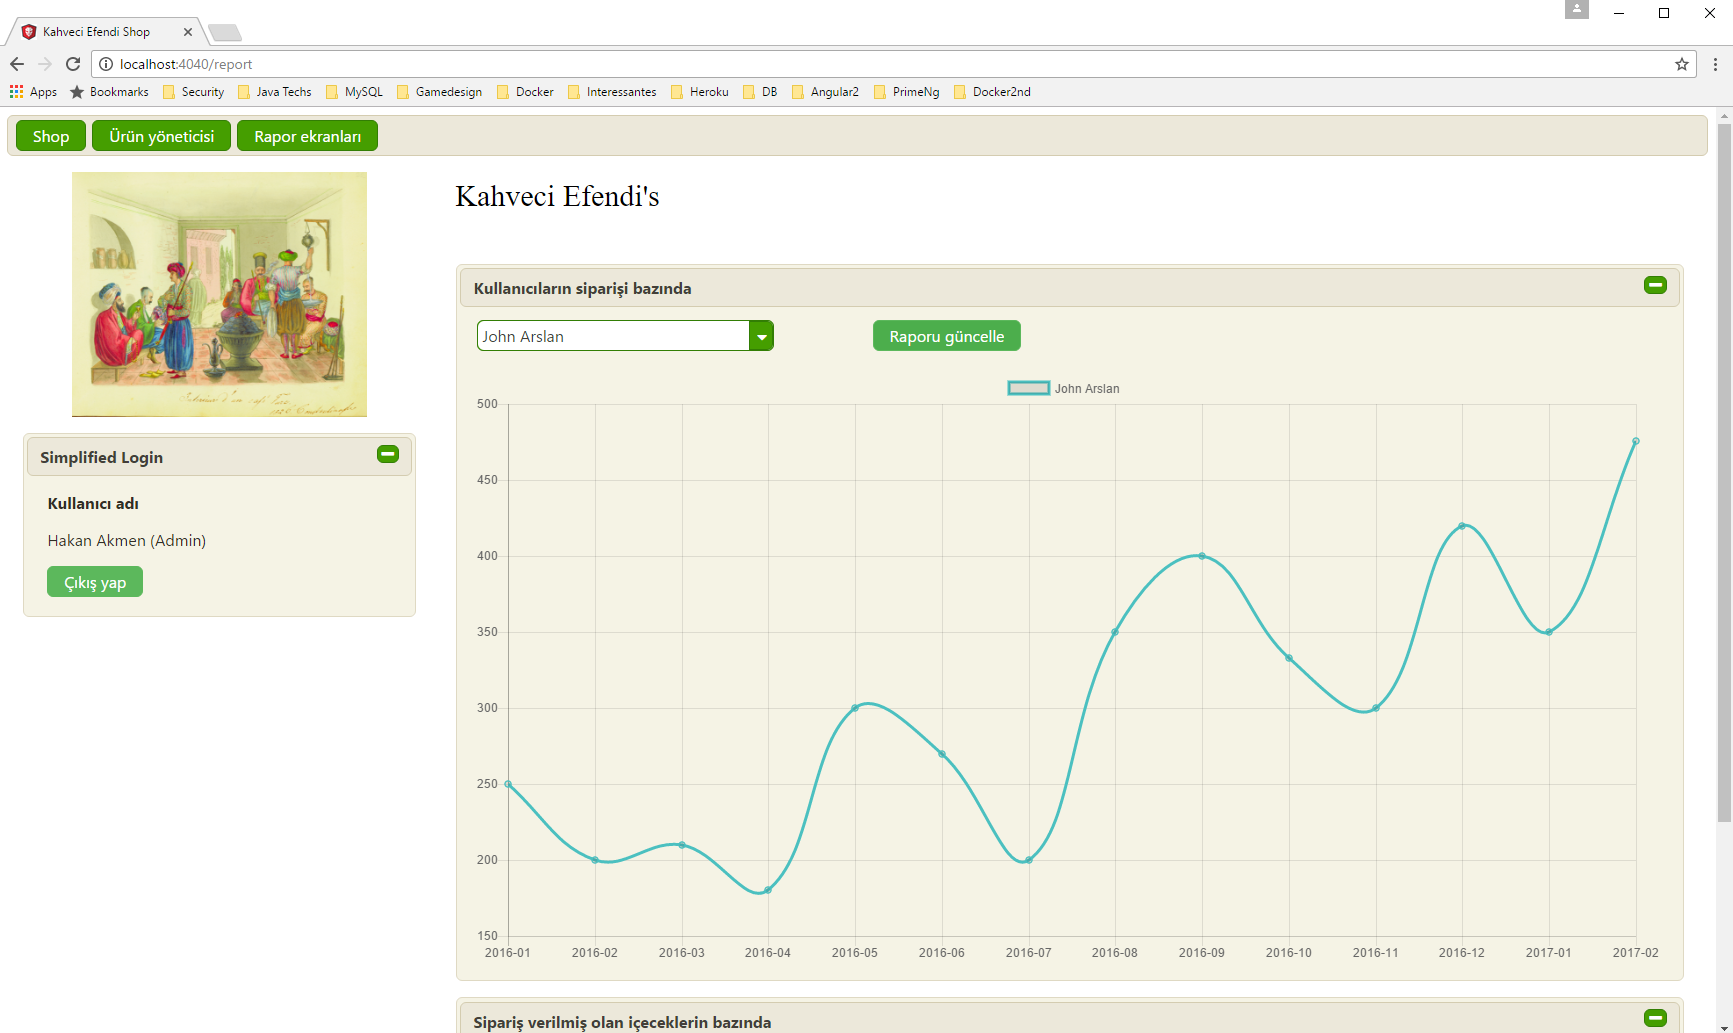 Kahveci Efendi Shop
localhost:4040/report
Apps Bookmarks Security Java Techs MySQL Gamedesign Docker Interessantes Heroku DB Angular2 PrimeNg Docker2nd
Shop Ürün yöneticisi Rapor ekranları
Kahveci Efendi's
Simplified Login
Kullanıcı adı
Hakan Akmen (Admin)
Çıkış yap
Kullanıcıların siparişi bazında
John Arslan
Raporu güncelle
John Arslan
500
450
400
350
300
250
200
150
2016-01 2016-02 2016-03 2016-04 2016-05 2016-06 2016-07 2016-08 2016-09 2016-10 2016-11 2016-12 2017-01 2017-02
Sipariş verilmiş olan içeceklerin bazında